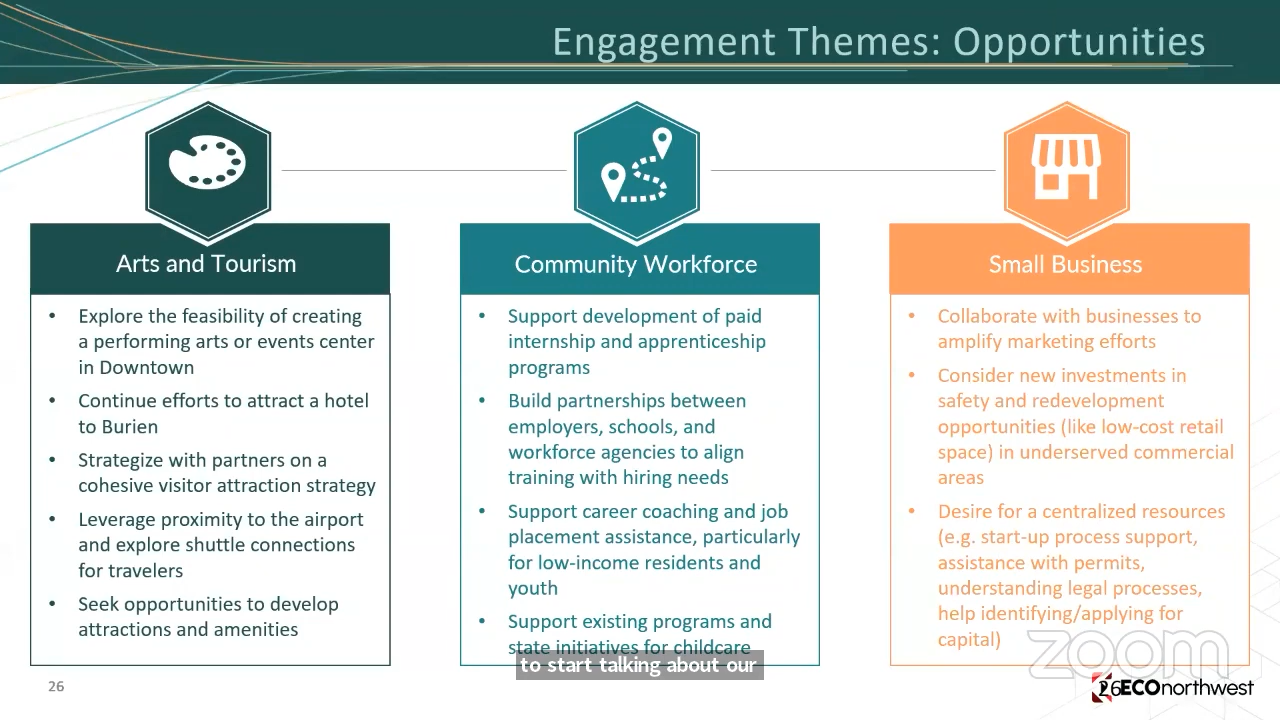 Engagement Themes: Opportunities
Arts and Tourism
• Explore the feasibility of creating
a performing arts or events center
in Downtown
• Continue efforts to attract a hotel
to Burien
• Strategize with partners on a
cohesive visitor attraction strategy
• Leverage proximity to the airport
and explore shuttle connections
for travelers
• Seek opportunities to develop
attractions and amenities
Community Workforce
• Support development of paid
internship and apprenticeship
programs
• Build partnerships between
employers, schools, and
workforce agencies to align
training with hiring needs
• Support career coaching and job
placement assistance, particularly
for low-income residents and
youth
• Support existing programs and
state initiatives for childcare
Small Business
• Collaborate with businesses to
amplify marketing efforts
• Consider new investments in
safety and redevelopment
opportunities (like low-cost retail
space) in underserved commercial
areas
• Desire for a centralized resources
(e.g. start-up process support,
assistance with permits,
understanding legal processes,
help identifying/applying for
capital)
zoom
to start talking about our
26
26
ECOnorthwest